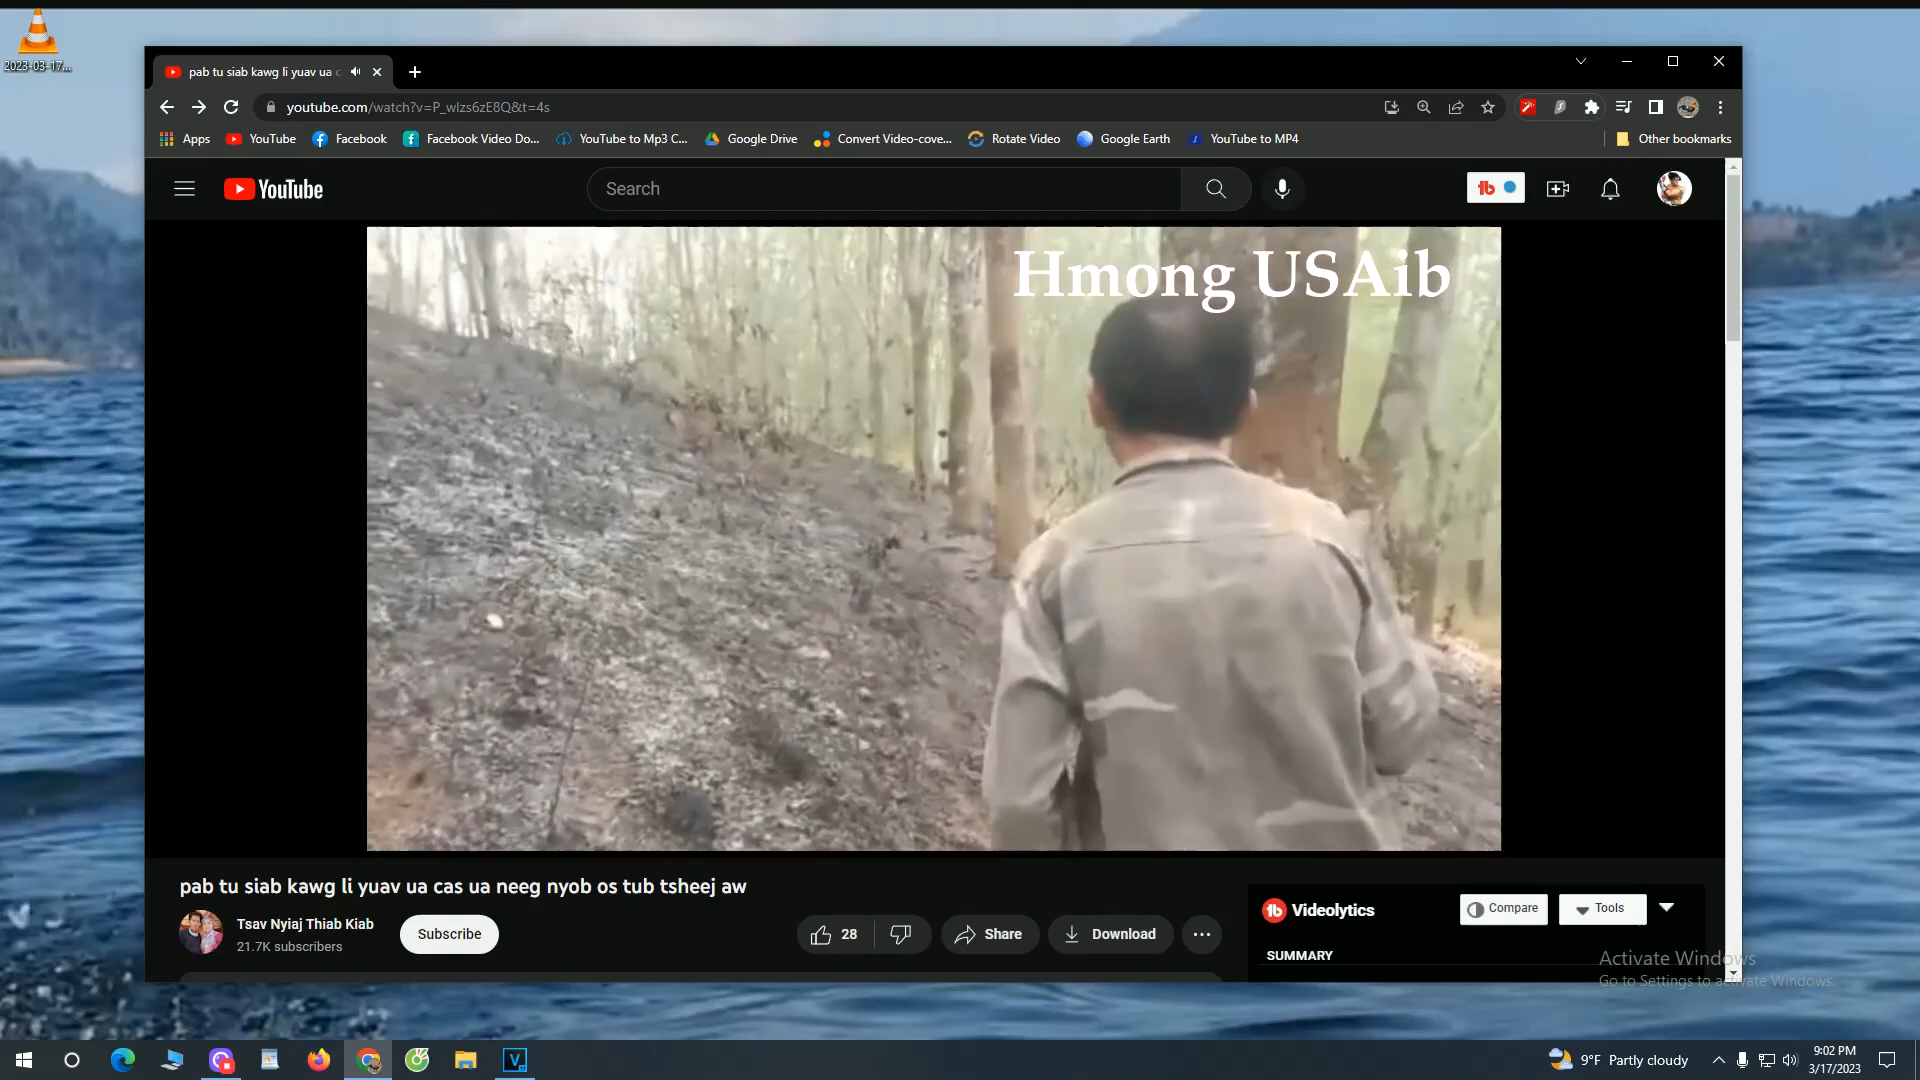 2023-03-17...
pab tu siab kawg li yuav ua c
youtube.com/watch?v=P_wlzs6zE8Q&t=4s
Apps
YouTube
Facebook
Facebook Video Do...
YouTube to Mp3 C...
Google Drive
Convert Video-cove...
Rotate Video
Google Earth
YouTube to MP4
Other bookmarks
YouTube
Search
Hmong USAib
pab tu siab kawg li yuav ua cas ua neeg nyob os tub tsheej aw
Tsav Nyiaj Thiab Kiab
21.7K subscribers
Subscribe
28
Share
Download
Videolytics
Compare
Tools
SUMMARY
Activate Windows
Go to Settings to activate Windows.
9°F Partly cloudy
9:02 PM
3/17/2023